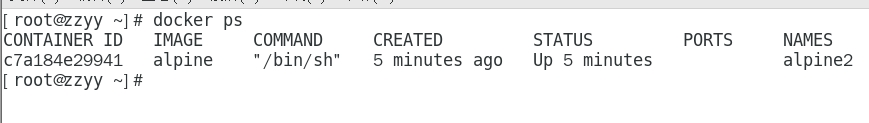 [root@zzyy ~]# docker ps
CONTAINER ID   IMAGE     COMMAND     CREATED         STATUS         PORTS     NAMES
c7a184e29941   alpine    "/bin/sh"   5 minutes ago   Up 5 minutes             alpine2
[root@zzyy ~]#